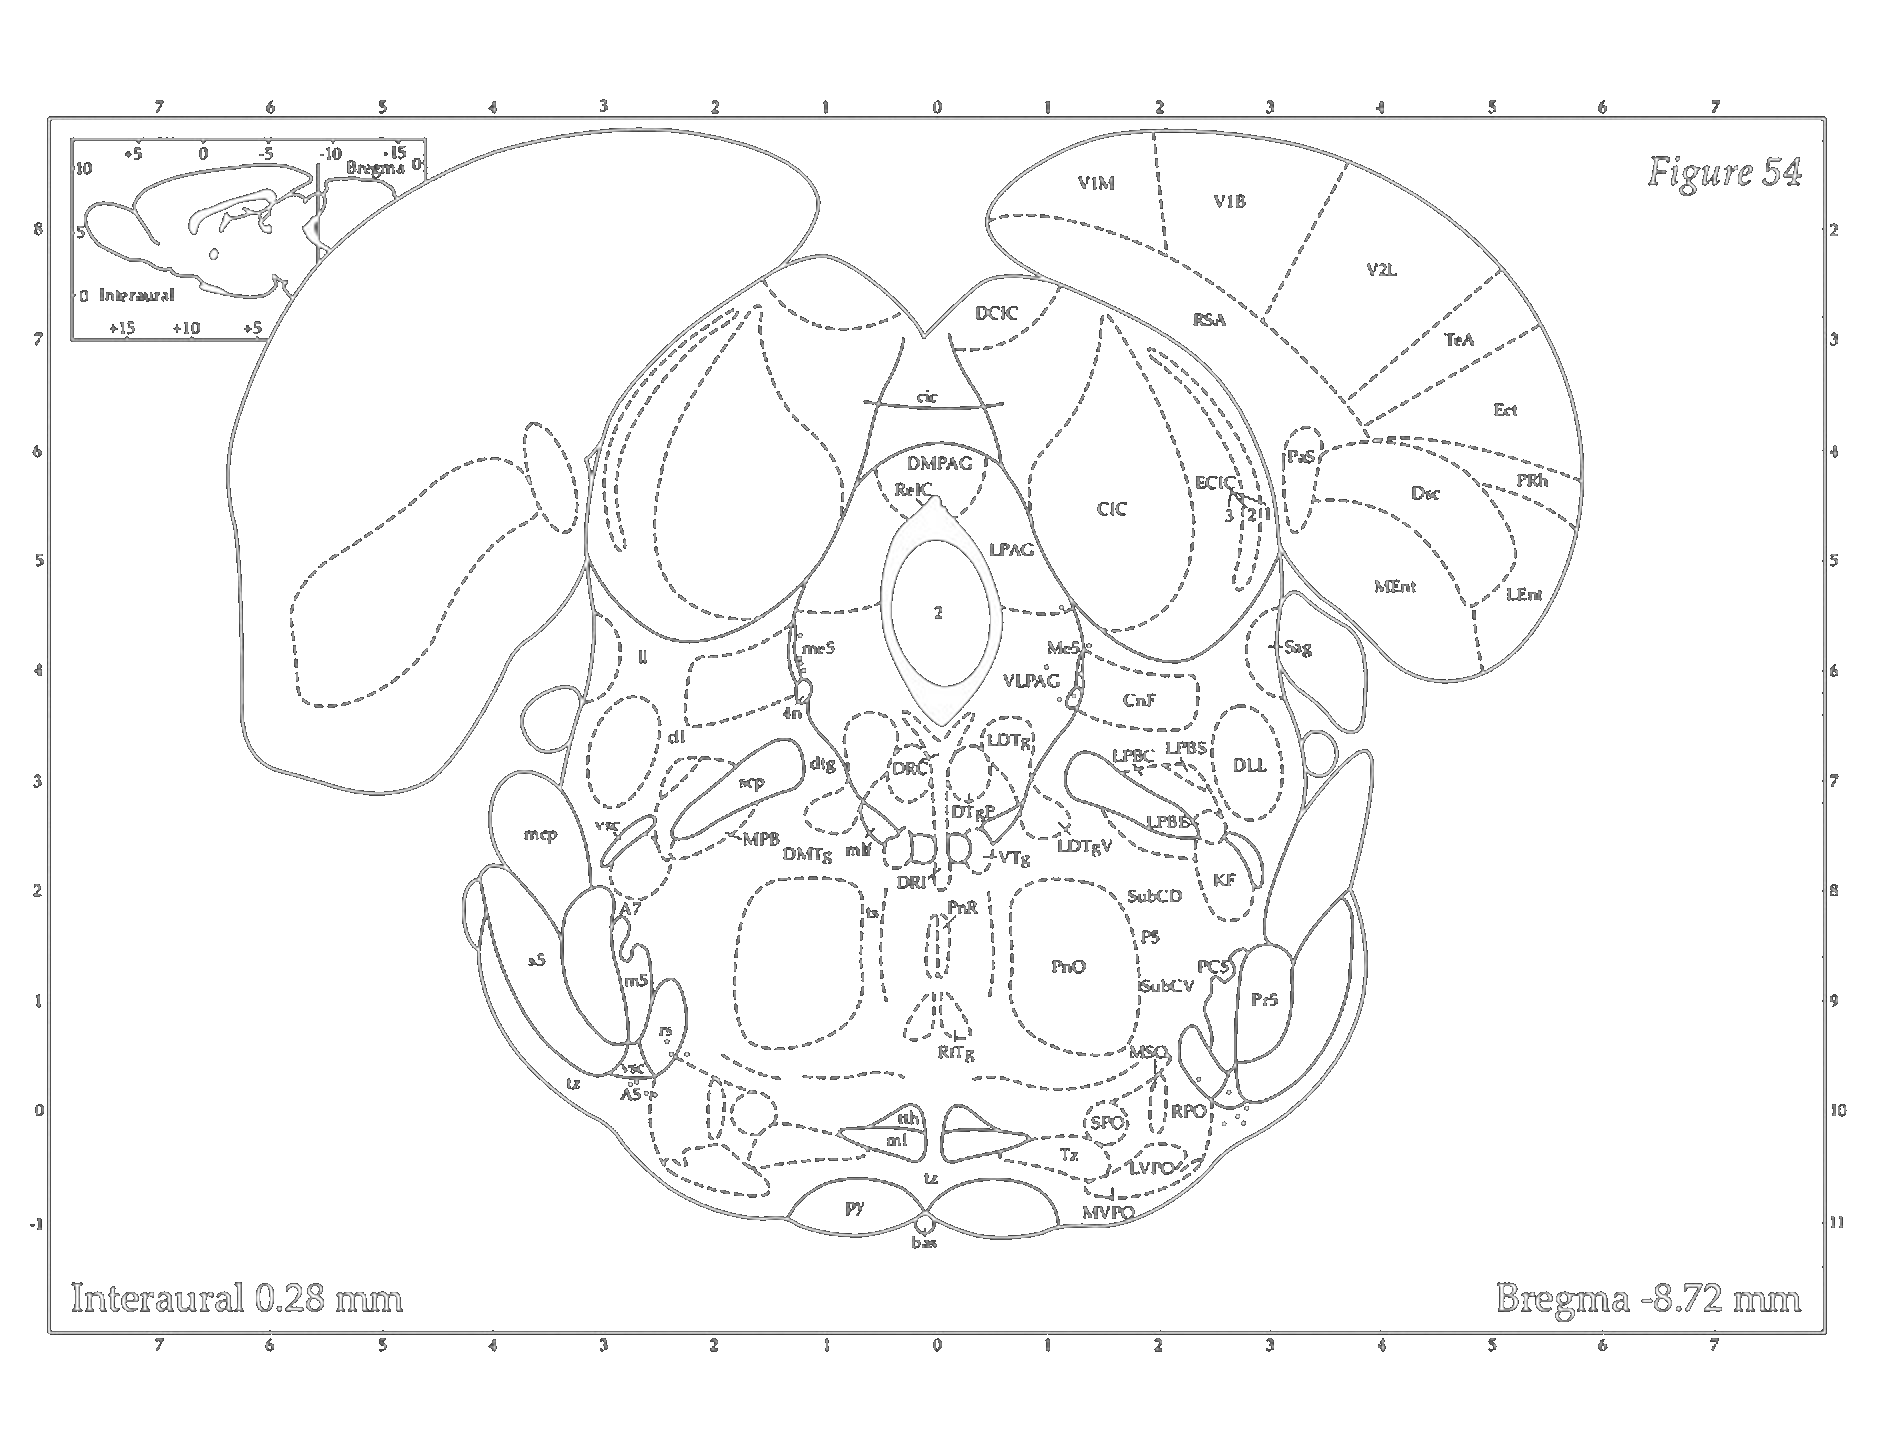 7 6 5 4 3 2 1 0 1 2 3 4 5 6 7
+5 0 -5 -10 -15
10 Bregma 0
5
0 Interaural
+15 +10 +5
Figure 54
V1M
V1B
8 2
V2L
DCIC
RSA
7 3
TeA
cic
Ect
6 4
DMPAG
PaS
ReIC
ECIC
Dsc
PRh
CIC
3 2 1
LPAG
5 5
MEnt
LEnt
2
me5
Me5
Sag
ll
4 6
VLPAG
CnF
4n
dll
LDTg
LPBC
LPBS
dtg
DRC
DLL
3 7
scp
DTgP
LPBE
vsc
mcp
MPB
DMTg
mlf
VTg
LDTgV
DRI
KF
2 8
SubCD
A7
ts
PnR
P5
s5
PnO
PC5
m5
SubCV
1 9
Pr5
rs
RtTg
MSO
vsc
tz
A5
0 10
RPO
tth
SPO
ml
Tz
LVPO
tz
py
MVPO
-1 11
bas
Interaural 0.28 mm
Bregma -8.72 mm
7 6 5 4 3 2 1 0 1 2 3 4 5 6 7